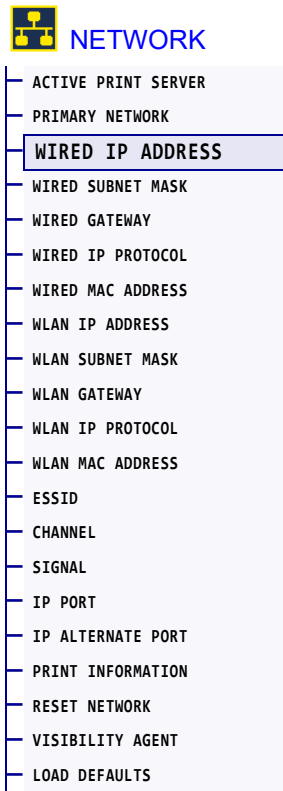 NETWORK
ACTIVE PRINT SERVER
PRIMARY NETWORK
WIRED IP ADDRESS
WIRED SUBNET MASK
WIRED GATEWAY
WIRED IP PROTOCOL
WIRED MAC ADDRESS
WLAN IP ADDRESS
WLAN SUBNET MASK
WLAN GATEWAY
WLAN IP PROTOCOL
WLAN MAC ADDRESS
ESSID
CHANNEL
SIGNAL
IP PORT
IP ALTERNATE PORT
PRINT INFORMATION
RESET NETWORK
VISIBILITY AGENT
LOAD DEFAULTS